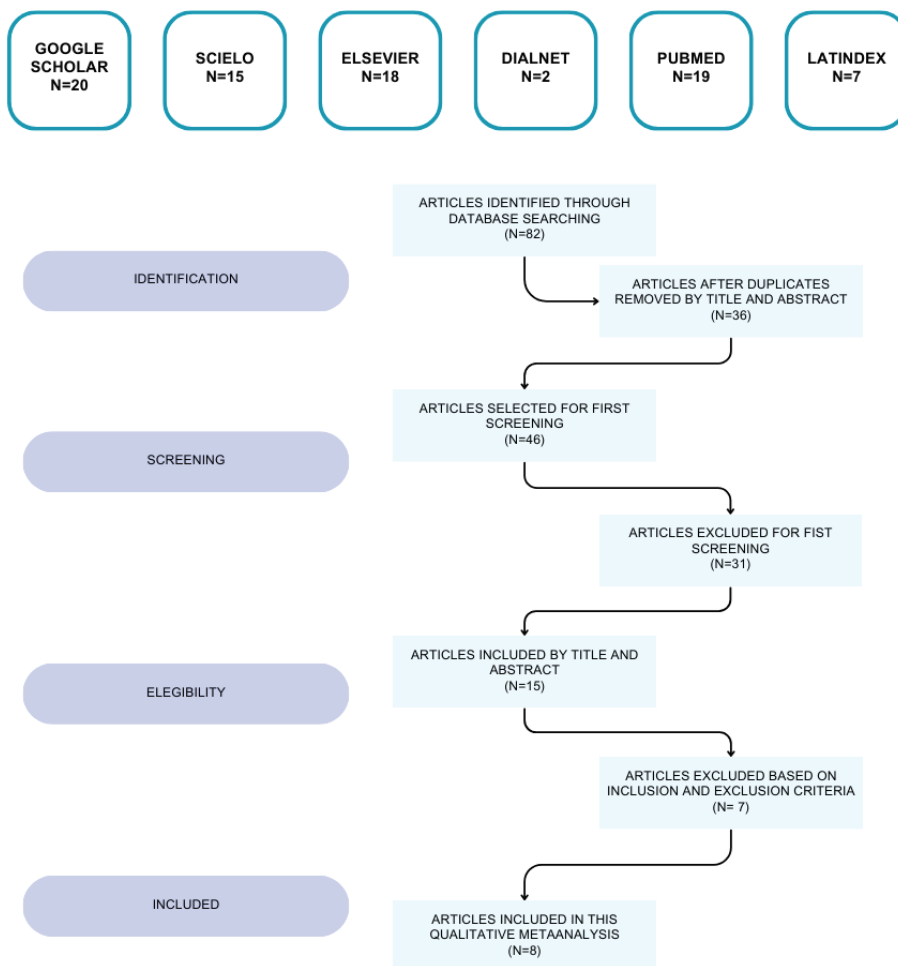 GOOGLE
SCHOLAR
N=20
SCIELO
N=15
ELSEVIER
N=18
DIALNET
N=2
PUBMED
N=19
LATINDEX
N=7
ARTICLES IDENTIFIED THROUGH
DATABASE SEARCHING
(N=82)
IDENTIFICATION
ARTICLES AFTER DUPLICATES
REMOVED BY TITLE AND ABSTRACT
(N=36)
ARTICLES SELECTED FOR FIRST
SCREENING
(N=46)
SCREENING
ARTICLES EXCLUDED FOR FIST
SCREENING
(N=31)
ARTICLES INCLUDED BY TITLE AND
ABSTRACT
(N=15)
ELEGIBILITY
ARTICLES EXCLUDED BASED ON
INCLUSION AND EXCLUSION CRITERIA
(N= 7)
INCLUDED
ARTICLES INCLUDED IN THIS
QUALITATIVE METAANALYSIS
(N=8)